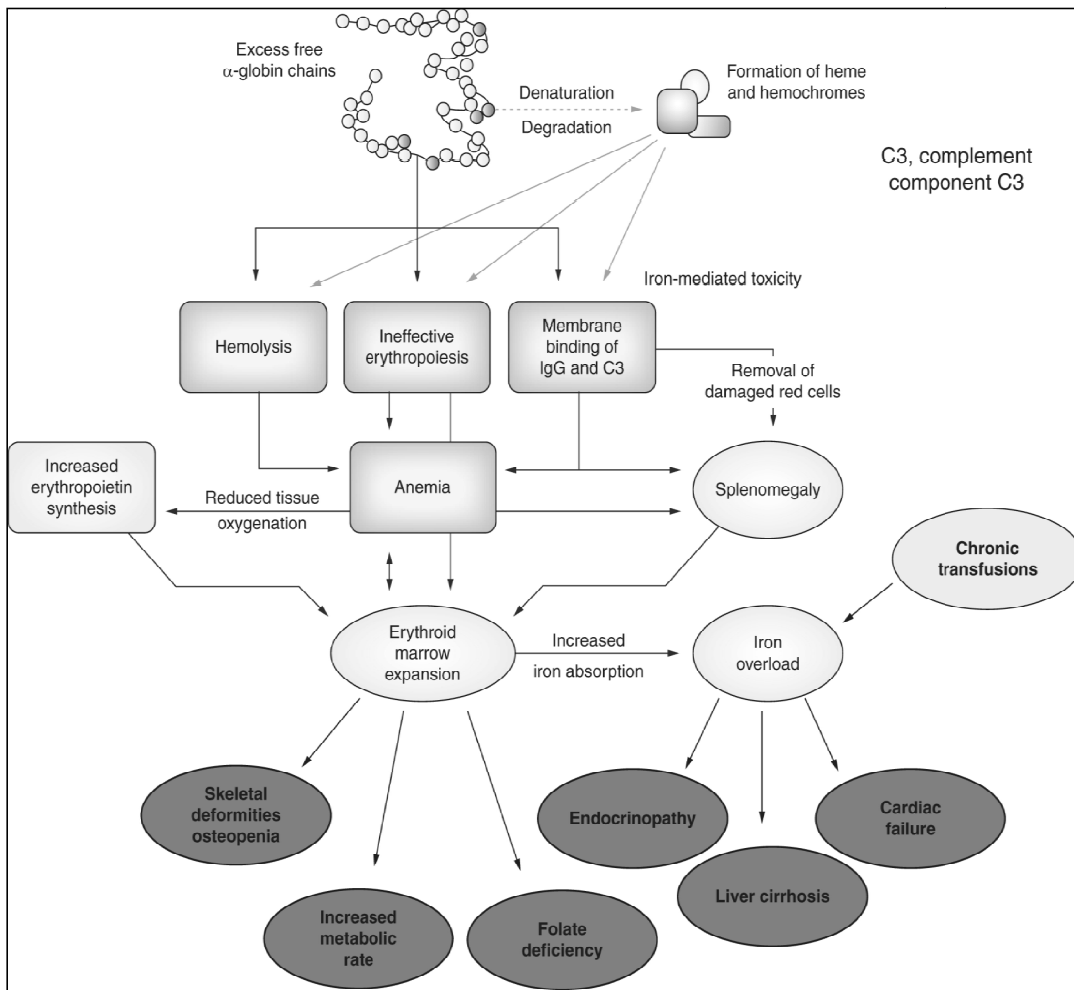 Excess free
α-globin chains
Denaturation
Degradation
Formation of heme
and hemochromes
C3, complement
component C3
Iron-mediated toxicity
Hemolysis
Ineffective
erythropoiesis
Membrane
binding of
IgG and C3
Removal of
damaged red cells
Increased
erythropoietin
synthesis
Reduced tissue
oxygenation
Anemia
Splenomegaly
Chronic
transfusions
Erythroid
marrow
expansion
Increased
iron absorption
Iron
overload
Skeletal
deformities
osteopenia
Endocrinopathy
Cardiac
failure
Liver cirrhosis
Increased
metabolic
rate
Folate
deficiency